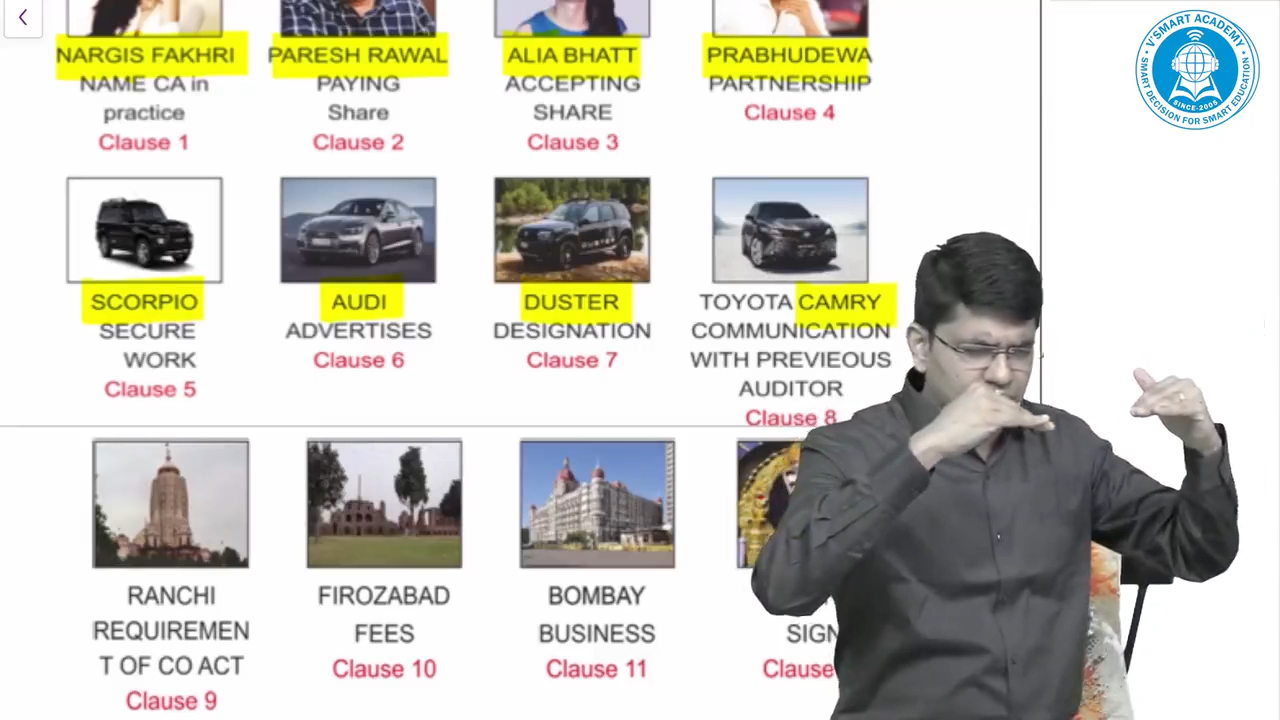 NARGIS FAKHRI
NAME CA in
practice
Clause 1
PARESH RAWAL
PAYING
Share
Clause 2
ALIA BHATT
ACCEPTING
SHARE
Clause 3
PRABHUDEWA
PARTNERSHIP
Clause 4
SCORPIO
SECURE
WORK
Clause 5
AUDI
ADVERTISES
Clause 6
DUSTER
DESIGNATION
Clause 7
TOYOTA CAMRY
COMMUNICATION
WITH PREVIEOUS
AUDITOR
Clause 8
RANCHI
REQUIREMEN
T OF CO ACT
Clause 9
FIROZABAD
FEES
Clause 10
BOMBAY
BUSINESS
Clause 11
SIGN
Clause
V'SMART ACADEMY
SINCE-2005
SMART DECISION FOR SMART EDUCATION